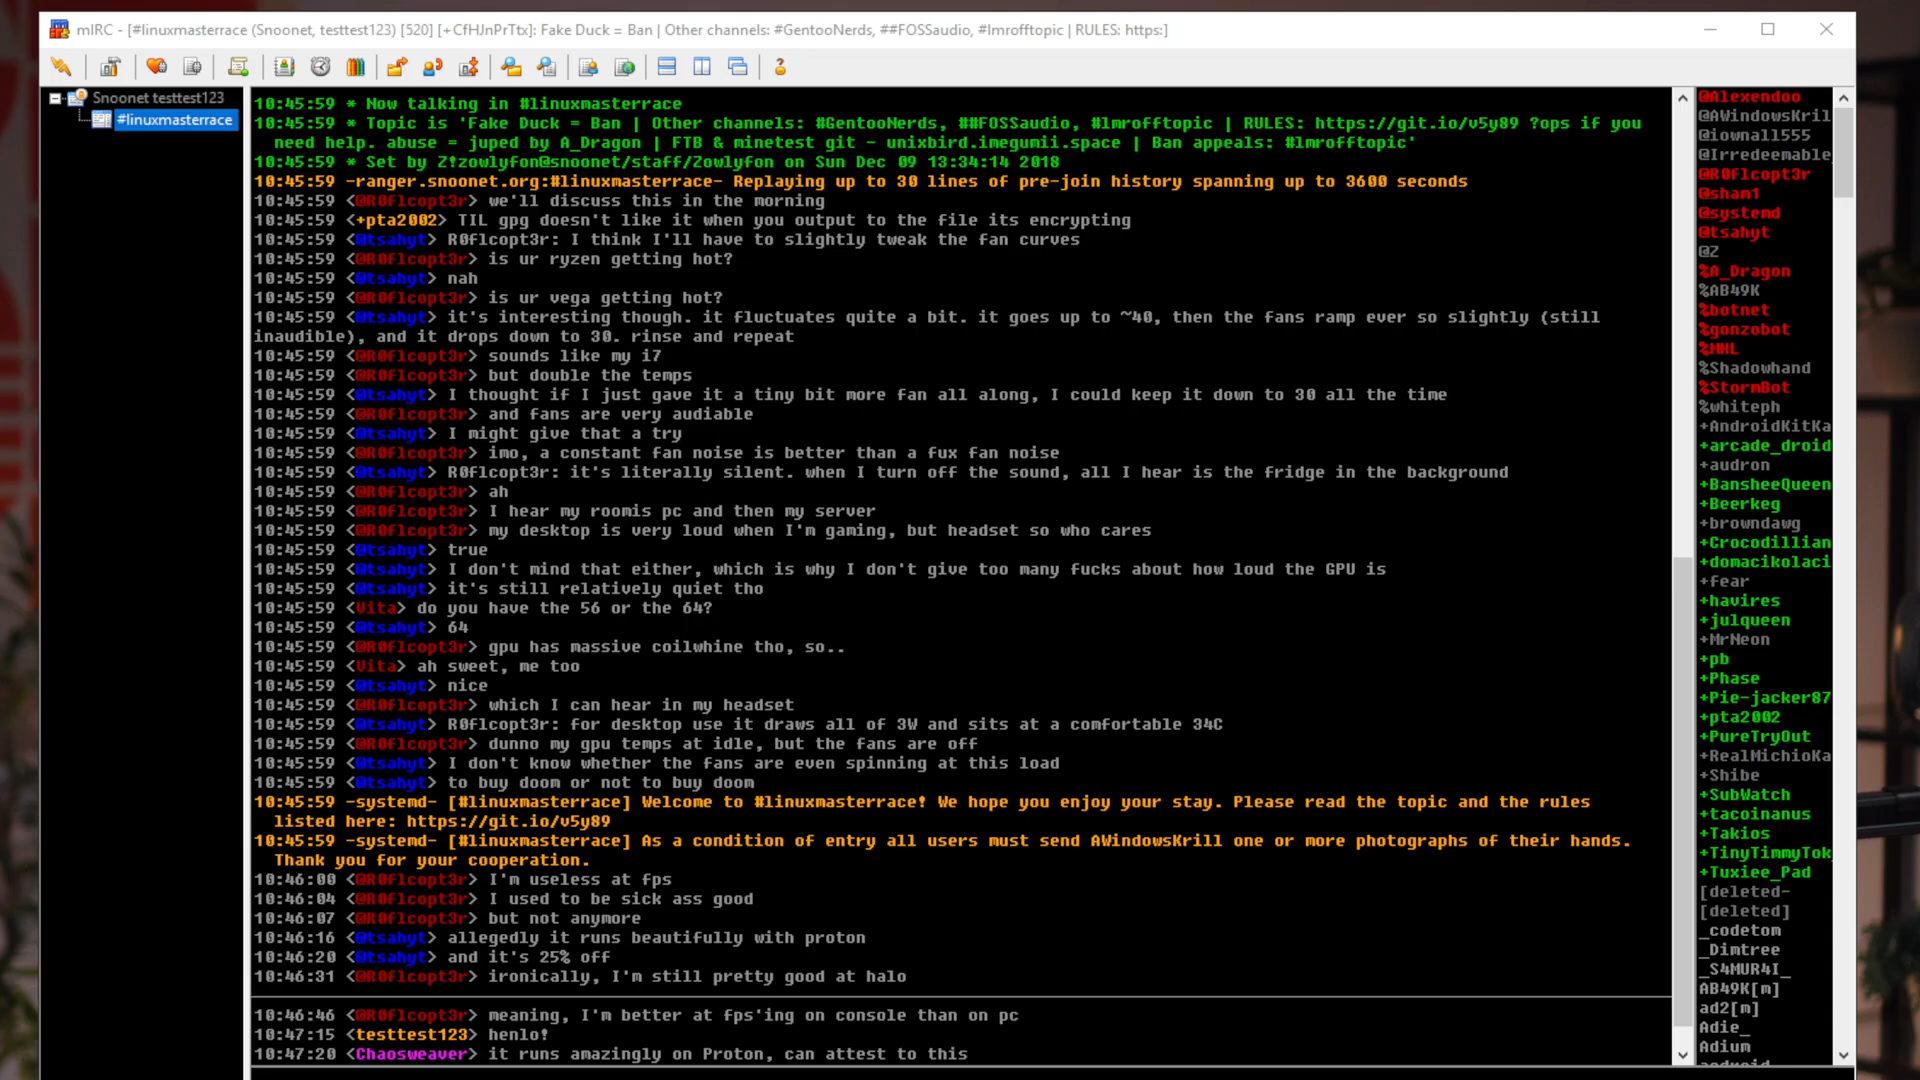 mIRC - [#linuxmasterrace (Snoonet, testtest123) [520] [+CfHJnPrTtx]: Fake Duck = Ban | Other channels: #GentooNerds, ##FOSSaudio, #lmrofftopic | RULES: https:]
Snoonet testtest123
#linuxmasterrace
10:45:59 * Now talking in #linuxmasterrace
10:45:59 * Topic is 'Fake Duck = Ban | Other channels: #GentooNerds, ##FOSSaudio, #lmrofftopic | RULES: https://git.io/v5y89 ?ops if you
need help. abuse = juped by A_Dragon | FTB & minetest git - unixbird.imegumii.space | Ban appeals: #lmrofftopic'
10:45:59 * Set by Z!zowlyfon@snoonet/staff/Zowlyfon on Sun Dec 09 13:34:14 2018
10:45:59 -ranger.snoonet.org:#linuxmasterrace- Replaying up to 30 lines of pre-join history spanning up to 3600 seconds
10:45:59 <@R0flcopt3r> we'll discuss this in the morning
10:45:59 <+pta2002> TIL gpg doesn't like it when you output to the file its encrypting
10:45:59 <@tsahyt> R0flcopt3r: I think I'll have to slightly tweak the fan curves
10:45:59 <@R0flcopt3r> is ur ryzen getting hot?
10:45:59 <@tsahyt> nah
10:45:59 <@R0flcopt3r> is ur vega getting hot?
10:45:59 <@tsahyt> it's interesting though. it fluctuates quite a bit. it goes up to ~40, then the fans ramp ever so slightly (still
inaudible), and it drops down to 30. rinse and repeat
10:45:59 <@R0flcopt3r> sounds like my i7
10:45:59 <@R0flcopt3r> but double the temps
10:45:59 <@tsahyt> I thought if I just gave it a tiny bit more fan all along, I could keep it down to 30 all the time
10:45:59 <@R0flcopt3r> and fans are very audiable
10:45:59 <@tsahyt> I might give that a try
10:45:59 <@R0flcopt3r> imo, a constant fan noise is better than a fux fan noise
10:45:59 <@tsahyt> R0flcopt3r: it's literally silent. when I turn off the sound, all I hear is the fridge in the background
10:45:59 <@R0flcopt3r> ah
10:45:59 <@R0flcopt3r> I hear my roomis pc and then my server
10:45:59 <@R0flcopt3r> my desktop is very loud when I'm gaming, but headset so who cares
10:45:59 <@tsahyt> true
10:45:59 <@tsahyt> I don't mind that either, which is why I don't give too many fucks about how loud the GPU is
10:45:59 <@tsahyt> it's still relatively quiet tho
10:45:59 <Vita> do you have the 56 or the 64?
10:45:59 <@tsahyt> 64
10:45:59 <@R0flcopt3r> gpu has massive coilwhine tho, so..
10:45:59 <Vita> ah sweet, me too
10:45:59 <@tsahyt> nice
10:45:59 <@R0flcopt3r> which I can hear in my headset
10:45:59 <@tsahyt> R0flcopt3r: for desktop use it draws all of 3W and sits at a comfortable 34C
10:45:59 <@R0flcopt3r> dunno my gpu temps at idle, but the fans are off
10:45:59 <@tsahyt> I don't know whether the fans are even spinning at this load
10:45:59 <@tsahyt> to buy doom or not to buy doom
10:45:59 -systemd- [#linuxmasterrace] Welcome to #linuxmasterrace! We hope you enjoy your stay. Please read the topic and the rules
listed here: https://git.io/v5y89
10:45:59 -systemd- [#linuxmasterrace] As a condition of entry all users must send AWindowsKrill one or more photographs of their hands.
Thank you for your cooperation.
10:46:00 <@R0flcopt3r> I'm useless at fps
10:46:04 <@R0flcopt3r> I used to be sick ass good
10:46:07 <@R0flcopt3r> but not anymore
10:46:16 <@tsahyt> allegedly it runs beautifully with proton
10:46:20 <@tsahyt> and it's 25% off
10:46:31 <@R0flcopt3r> ironically, I'm still pretty good at halo
10:46:46 <@R0flcopt3r> meaning, I'm better at fps'ing on console than on pc
10:47:15 <testtest123> henlo!
10:47:20 <Chaosweaver> it runs amazingly on Proton, can attest to this
@Alexendoo
@AWindowsKril
@iownall555
@Irredeemable
@R0flcopt3r
@sham1
@systemd
@tsahyt
@Z
%A_Dragon
%AB49K
%botnet
%gonzobot
%MHL
%Shadowhand
%StormBot
%whiteph
+AndroidKitKa
+arcade_droid
+audron
+BansheeQueen
+Beerkeg
+browndawg
+Crocodillian
+domacikolaci
+fear
+havires
+julqueen
+MrNeon
+pb
+Phase
+Pie-jacker87
+pta2002
+PureTryOut
+RealMichioKa
+Shibe
+SubWatch
+tacoinanus
+Takios
+TinyTimmyTok
+Tuxiee_Pad
[deleted-
[deleted]
_codetom
_Dimtree
_S4MUR4I_
AB49K[m]
ad2[m]
Adie_
Adium